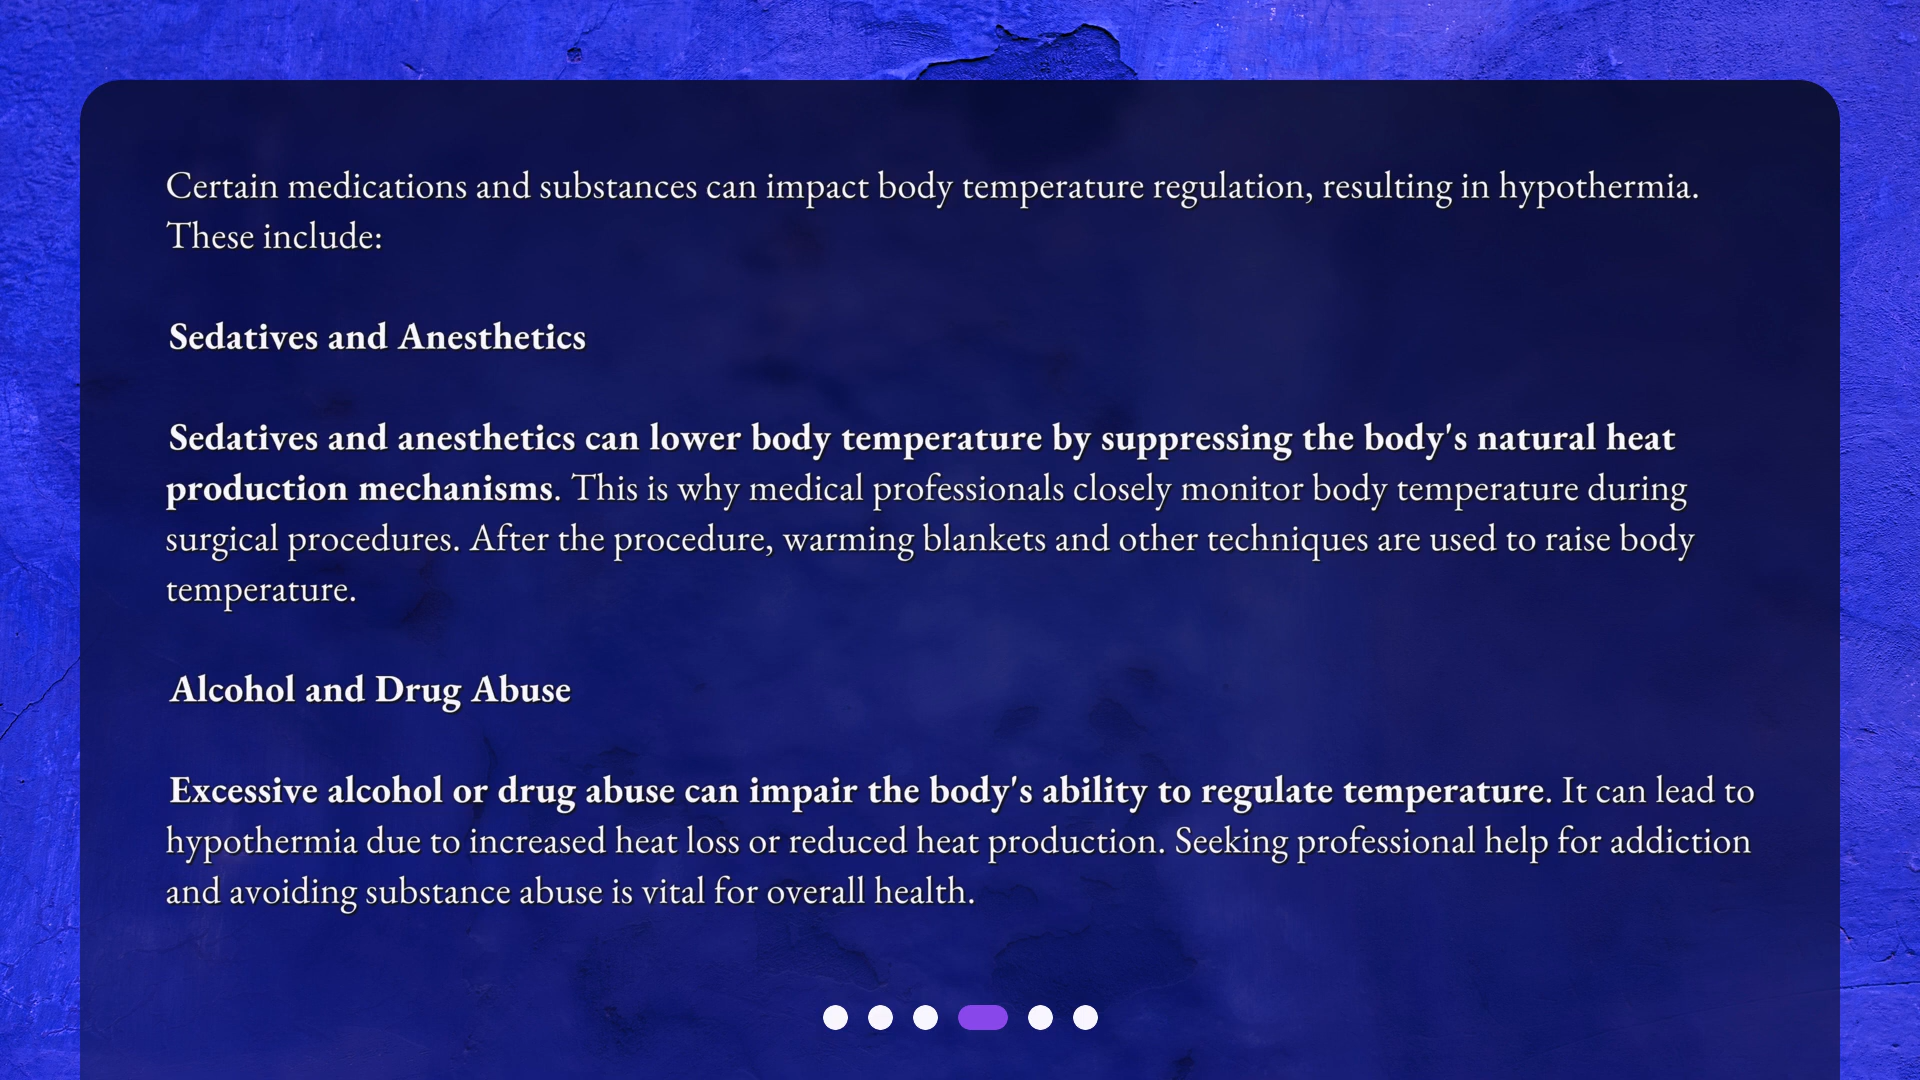 Certain medications and substances can impact body temperature regulation, resulting in hypothermia.
These include:
Sedatives and Anesthetics
Sedatives and anesthetics can lower body temperature by suppressing the body's natural heat
production mechanisms. This is why medical professionals closely monitor body temperature during
surgical procedures. After the procedure, warming blankets and other techniques are used to raise body
temperature.
Alcohol and Drug Abuse
Excessive alcohol or drug abuse can impair the body's ability to regulate temperature. It can lead to
hypothermia due to increased heat loss or reduced heat production. Seeking professional help for addiction
and avoiding substance abuse is vital for overall health.